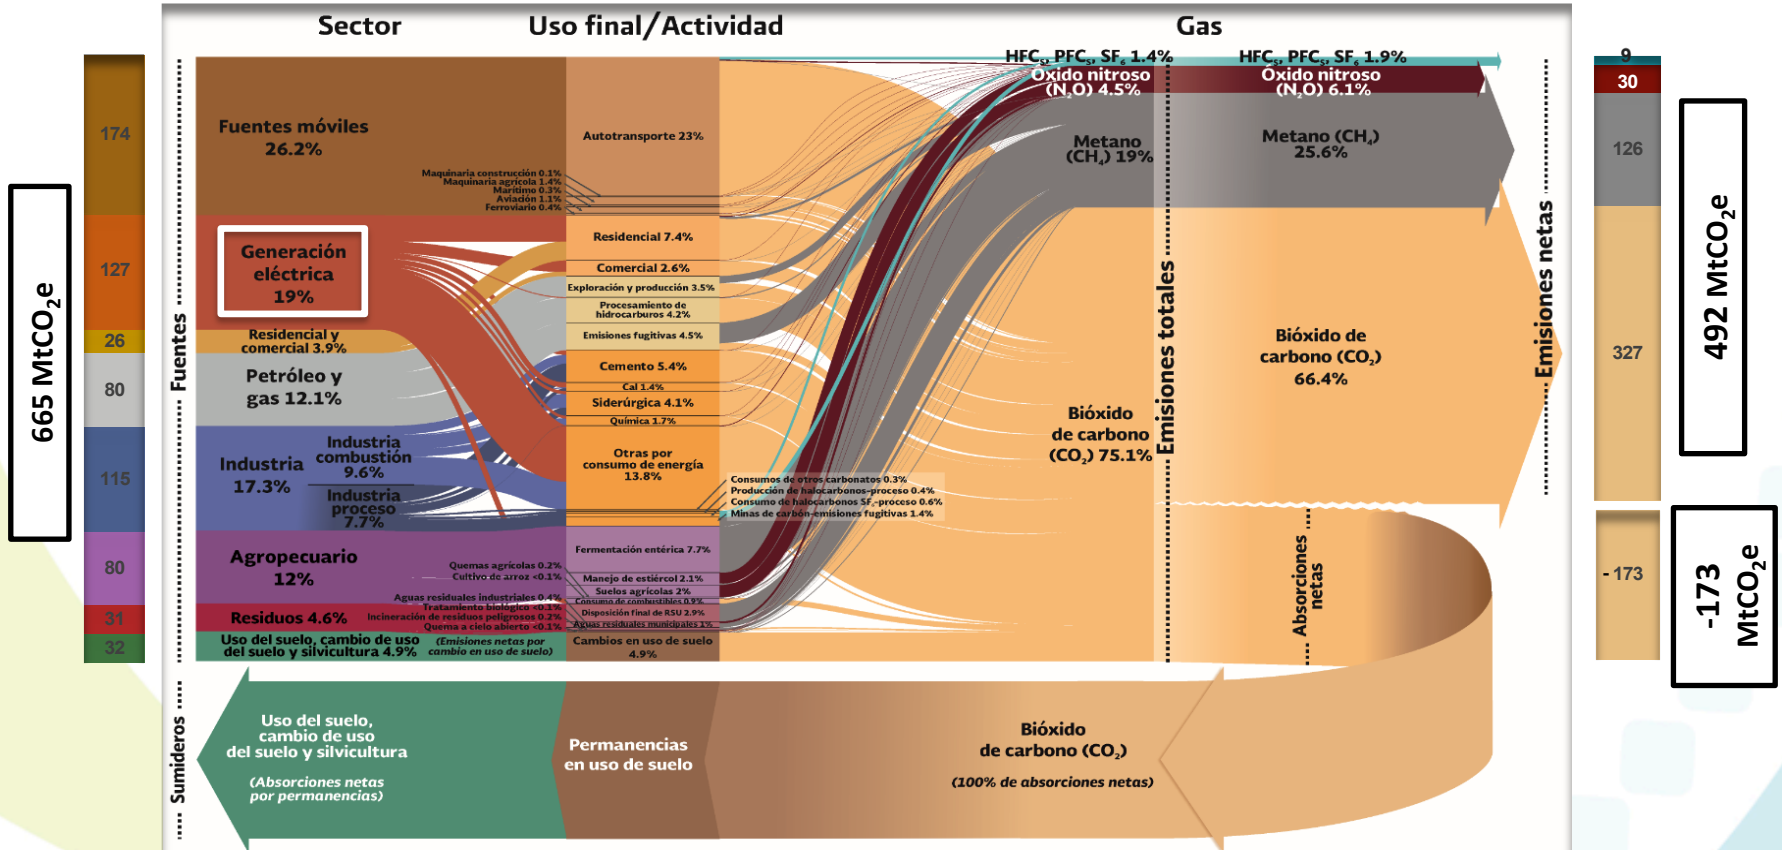 Sector
Uso final/Actividad
Gas
665 MtCO₂e
174
127
26
80
115
80
31
32
Fuentes
Sumideros
Fuentes móviles
26.2%
Generación
eléctrica
19%
Residencial y
comercial 3.9%
Petróleo y
gas 12.1%
Industria
17.3%
Industria
combustión
9.6%
Industria
proceso
7.7%
Agropecuario
12%
Residuos 4.6%
Uso del suelo, cambio de uso
del suelo y silvicultura 4.9%
(Emisiones netas por
cambio en uso de suelo)
Autotransporte 23%
Maquinaria construcción 0.1%
Maquinaria agrícola 1.4%
Marítimo 0.3%
Aviación 1.1%
Ferroviario 0.4%
Residencial 7.4%
Comercial 2.6%
Exploración y producción 3.5%
Procesamiento de
hidrocarburos 4.2%
Emisiones fugitivas 4.5%
Cemento 5.4%
Cal 1.4%
Siderúrgica 4.1%
Química 1.7%
Otras por
consumo de energía
13.8%
Consumos de otros carbonatos 0.3%
Producción de halocarbonos-proceso 0.4%
Consumo de halocarbonos SF₆-proceso 0.6%
Minas de carbón-emisiones fugitivas 1.4%
Fermentación entérica 7.7%
Quemas agrícolas 0.2%
Cultivo de arroz <0.1%
Manejo de estiércol 2.1%
Suelos agrícolas 2%
Consumo de combustibles 0.9%
Aguas residuales industriales 0.4%
Tratamiento biológico <0.1%
Incineración de residuos peligrosos 0.2%
Quema a cielo abierto <0.1%
Disposición final de RSU 2.9%
Aguas residuales municipales 1%
Cambios en uso de suelo
4.9%
HFCs, PFCs, SF₆ 1.4%
Óxido nitroso
(N₂O) 4.5%
Metano
(CH₄) 19%
Bióxido
de carbono
(CO₂) 75.1%
Emisiones totales
HFCs, PFCs, SF₆ 1.9%
Óxido nitroso
(N₂O) 6.1%
Metano (CH₄)
25.6%
Bióxido de
carbono (CO₂)
66.4%
Absorciones
netas
Emisiones netas
9
30
126
327
-173
492 MtCO₂e
-173
MtCO₂e
Uso del suelo,
cambio de uso
del suelo y silvicultura
(Absorciones netas
por permanencias)
Permanencias
en uso de suelo
Bióxido
de carbono (CO₂)
(100% de absorciones netas)